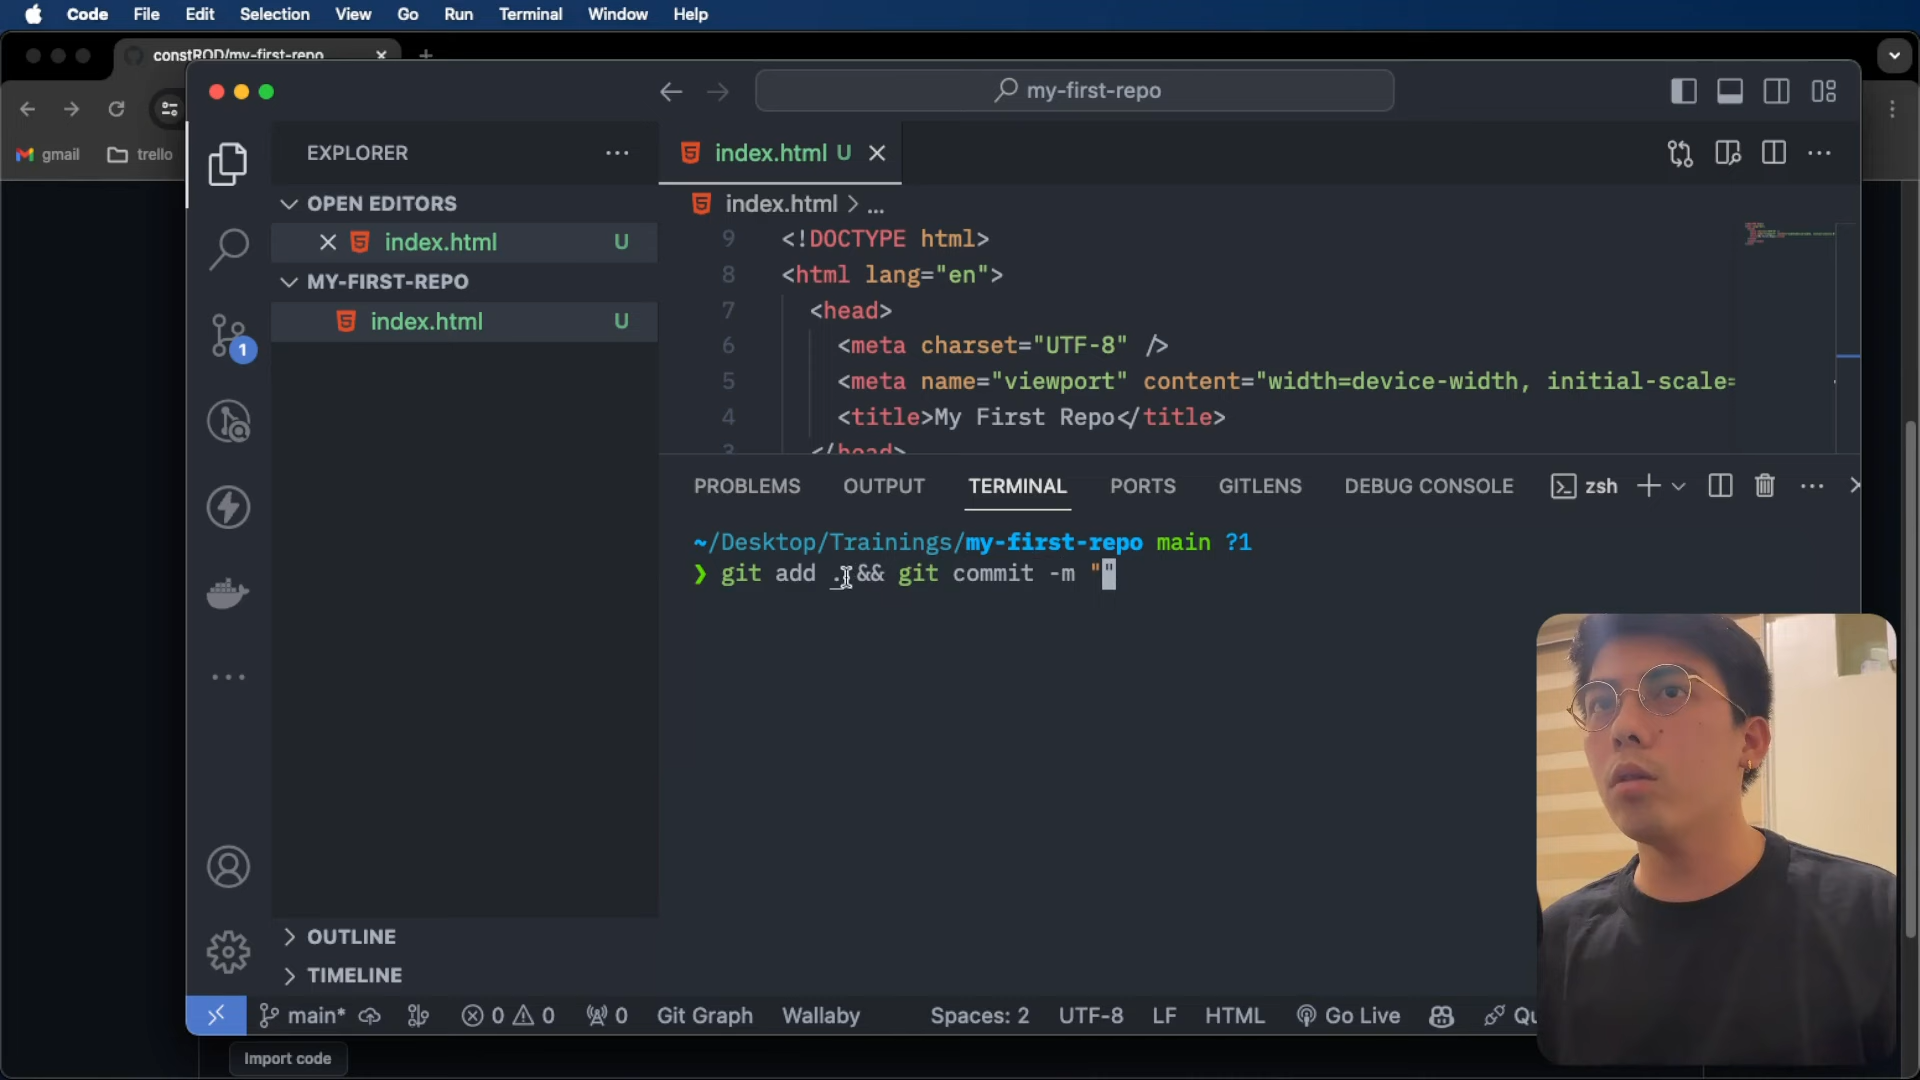 Code File Edit Selection View Go Run Terminal Window Help
constROD/my-first-repo
gmail trello
my-first-repo
EXPLORER
OPEN EDITORS
index.html U
MY-FIRST-REPO
index.html U
OUTLINE
TIMELINE
1
index.html U
index.html > ...
9 <!DOCTYPE html>
8 <html lang="en">
7 <head>
6 <meta charset="UTF-8" />
5 <meta name="viewport" content="width=device-width, initial-scale=
4 <title>My First Repo</title>
3 </head>
PROBLEMS OUTPUT TERMINAL PORTS GITLENS DEBUG CONSOLE zsh
~/Desktop/Trainings/my-first-repo main ?1
❯ git add . && git commit -m ""
main* 0 0 0 Git Graph Wallaby Spaces: 2 UTF-8 LF HTML Go Live
Import code